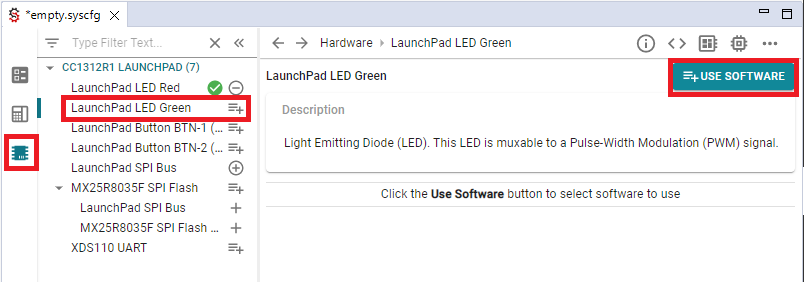 *empty.syscfg
Type Filter Text...
Hardware
LaunchPad LED Green
CC1312R1 LAUNCHPAD (7)
LaunchPad LED Red
LaunchPad LED Green
LaunchPad Button BTN-1 (...
LaunchPad Button BTN-2 (...
LaunchPad SPI Bus
MX25R8035F SPI Flash
LaunchPad SPI Bus
MX25R8035F SPI Flash ...
XDS110 UART
LaunchPad LED Green
USE SOFTWARE
Description
Light Emitting Diode (LED). This LED is muxable to a Pulse-Width Modulation (PWM) signal.
Click the Use Software button to select software to use